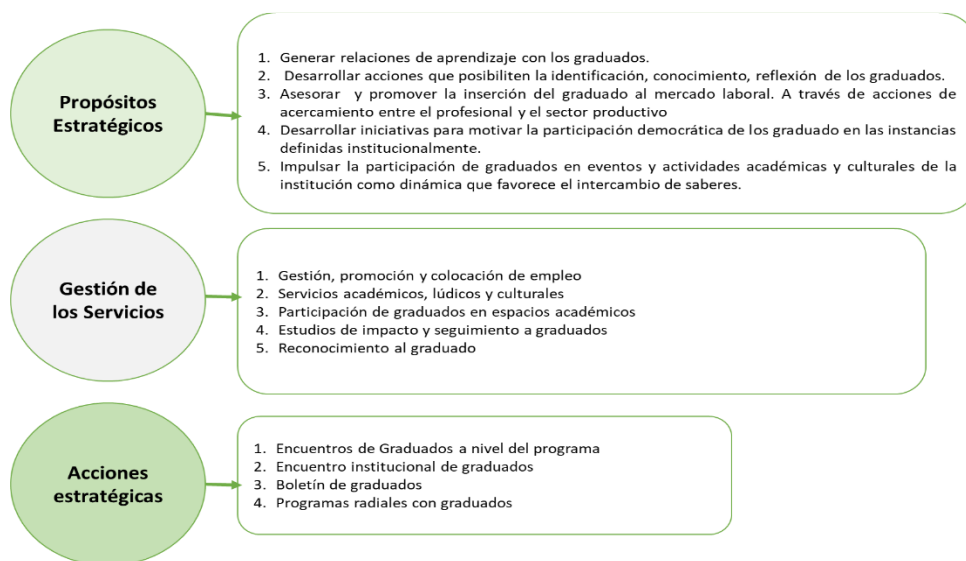 Propósitos
Estratégicos
1. Generar relaciones de aprendizaje con los graduados.
2. Desarrollar acciones que posibiliten la identificación, conocimiento, reflexión de los graduados.
3. Asesorar y promover la inserción del graduado al mercado laboral. A través de acciones de
acercamiento entre el profesional y el sector productivo
4. Desarrollar iniciativas para motivar la participación democrática de los graduado en las instancias
definidas institucionalmente.
5. Impulsar la participación de graduados en eventos y actividades académicas y culturales de la
institución como dinámica que favorece el intercambio de saberes.
Gestión de
los Servicios
1. Gestión, promoción y colocación de empleo
2. Servicios académicos, lúdicos y culturales
3. Participación de graduados en espacios académicos
4. Estudios de impacto y seguimiento a graduados
5. Reconocimiento al graduado
Acciones
estratégicas
1. Encuentros de Graduados a nivel del programa
2. Encuentro institucional de graduados
3. Boletín de graduados
4. Programas radiales con graduados